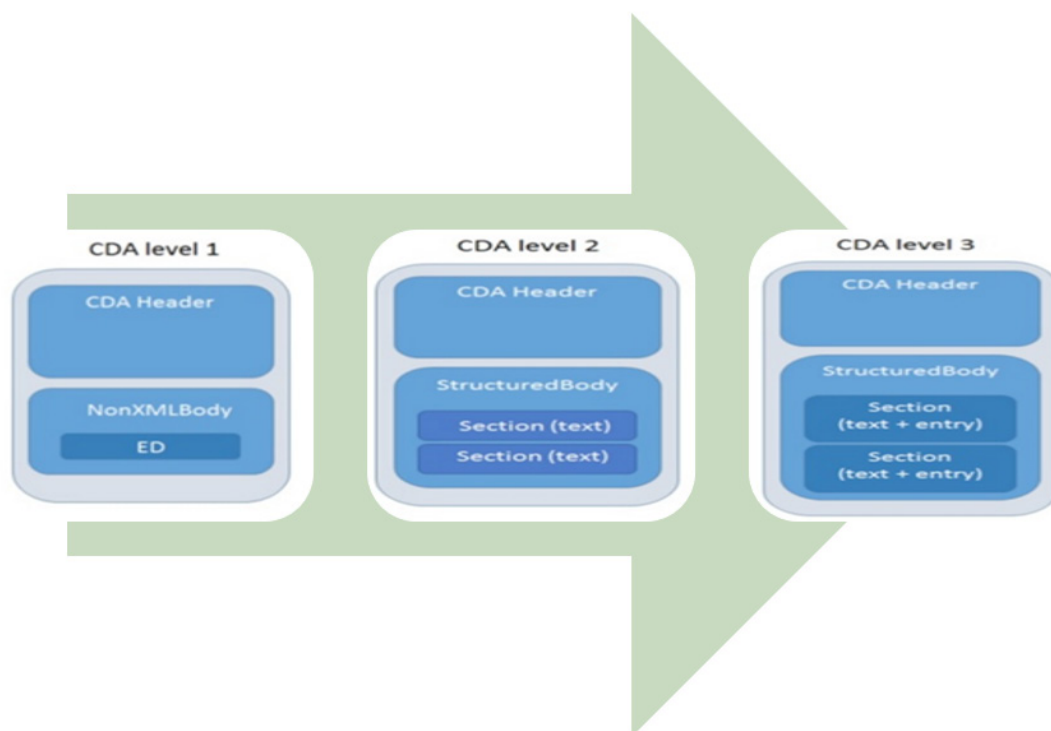 CDA level 1
CDA Header
NonXMLBody
ED
CDA level 2
CDA Header
StructuredBody
Section (text)
Section (text)
CDA level 3
CDA Header
StructuredBody
Section
(text + entry)
Section
(text + entry)